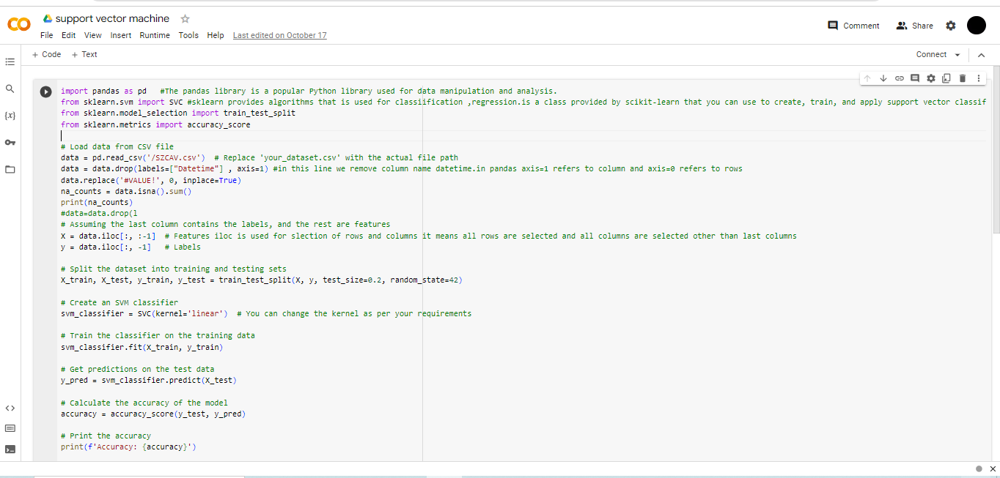 support vector machine
File Edit View Insert Runtime Tools Help Last edited on October 17
Comment Share
+ Code + Text
Connect
import pandas as pd   #The pandas library is a popular Python library used for data manipulation and analysis.
from sklearn.svm import SVC #sklearn provides algorithms that is used for classiification ,regression.is a class provided by scikit-learn that you can use to create, train, and apply support vector classif
from sklearn.model_selection import train_test_split
from sklearn.metrics import accuracy_score
# Load data from CSV file
data = pd.read_csv('/SZCAV.csv')  # Replace 'your_dataset.csv' with the actual file path
data = data.drop(labels=["Datetime"] , axis=1) #in this line we remove column name datetime.in pandas axis=1 refers to column and axis=0 refers to rows
data.replace('#VALUE!', 0, inplace=True)
na_counts = data.isna().sum()
print(na_counts)
#data=data.drop(l
# Assuming the last column contains the labels, and the rest are features
X = data.iloc[:, :-1]  # Features iloc is used for slection of rows and columns it means all rows are selected and all columns are selected other than last columns
y = data.iloc[:, -1]   # Labels
# Split the dataset into training and testing sets
X_train, X_test, y_train, y_test = train_test_split(X, y, test_size=0.2, random_state=42)
# Create an SVM classifier
svm_classifier = SVC(kernel='linear')  # You can change the kernel as per your requirements
# Train the classifier on the training data
svm_classifier.fit(X_train, y_train)
# Get predictions on the test data
y_pred = svm_classifier.predict(X_test)
# Calculate the accuracy of the model
accuracy = accuracy_score(y_test, y_pred)
# Print the accuracy
print(f'Accuracy: {accuracy}')